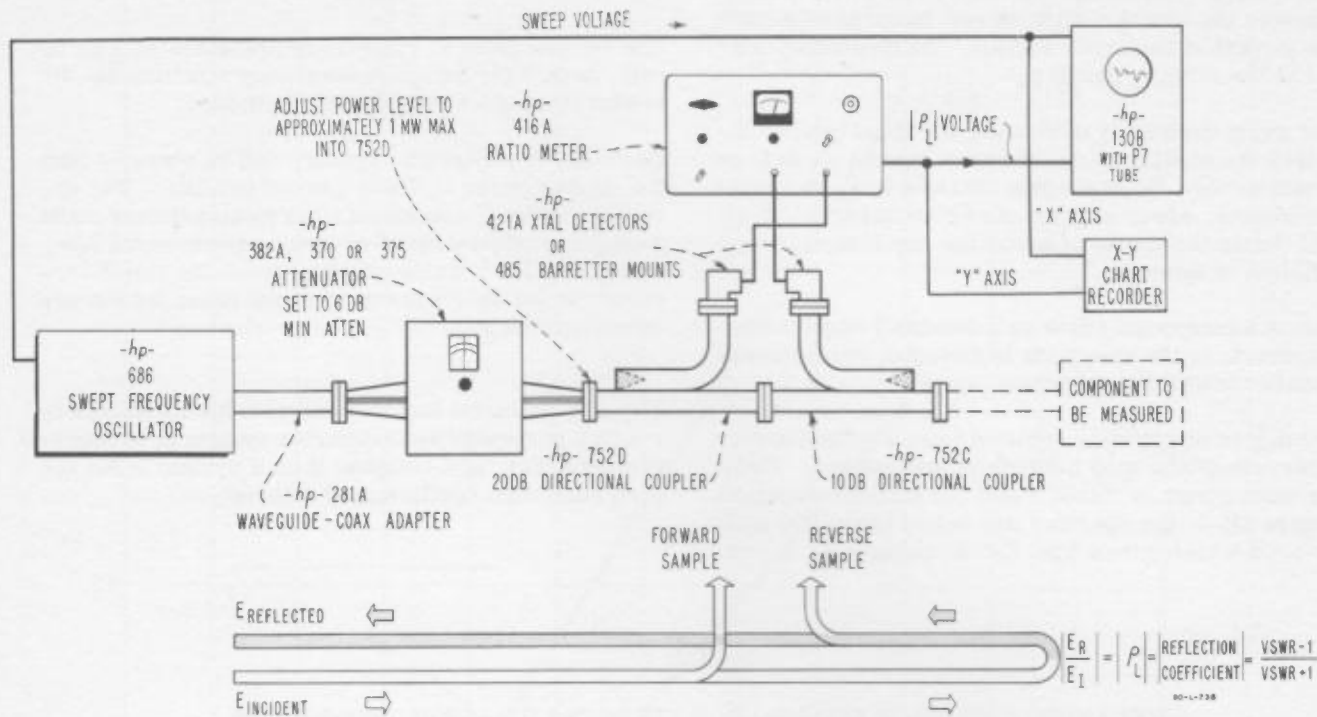 SWEEP VOLTAGE
ADJUST POWER LEVEL TO
APPROXIMATELY 1 MW MAX
INTO 752D
-hp-
416A
RATIO METER
|ρL| VOLTAGE
-hp-
130B
WITH P7
TUBE
-hp-
421A XTAL DETECTORS
OR
485 BARRETTER MOUNTS
"X" AXIS
"Y" AXIS
X-Y
CHART
RECORDER
-hp-
382A, 370 OR 375
ATTENUATOR
SET TO 6 DB
MIN ATTEN
-hp-
686
SWEPT FREQUENCY
OSCILLATOR
COMPONENT TO
BE MEASURED
-hp- 752D
20DB DIRECTIONAL COUPLER
-hp- 752C
10DB DIRECTIONAL COUPLER
-hp- 281A
WAVEGUIDE-COAX ADAPTER
FORWARD
SAMPLE
REVERSE
SAMPLE
E REFLECTED
E INCIDENT
|ER/EI| = |ρL| = |REFLECTION COEFFICIENT| = VSWR-1/VSWR+1